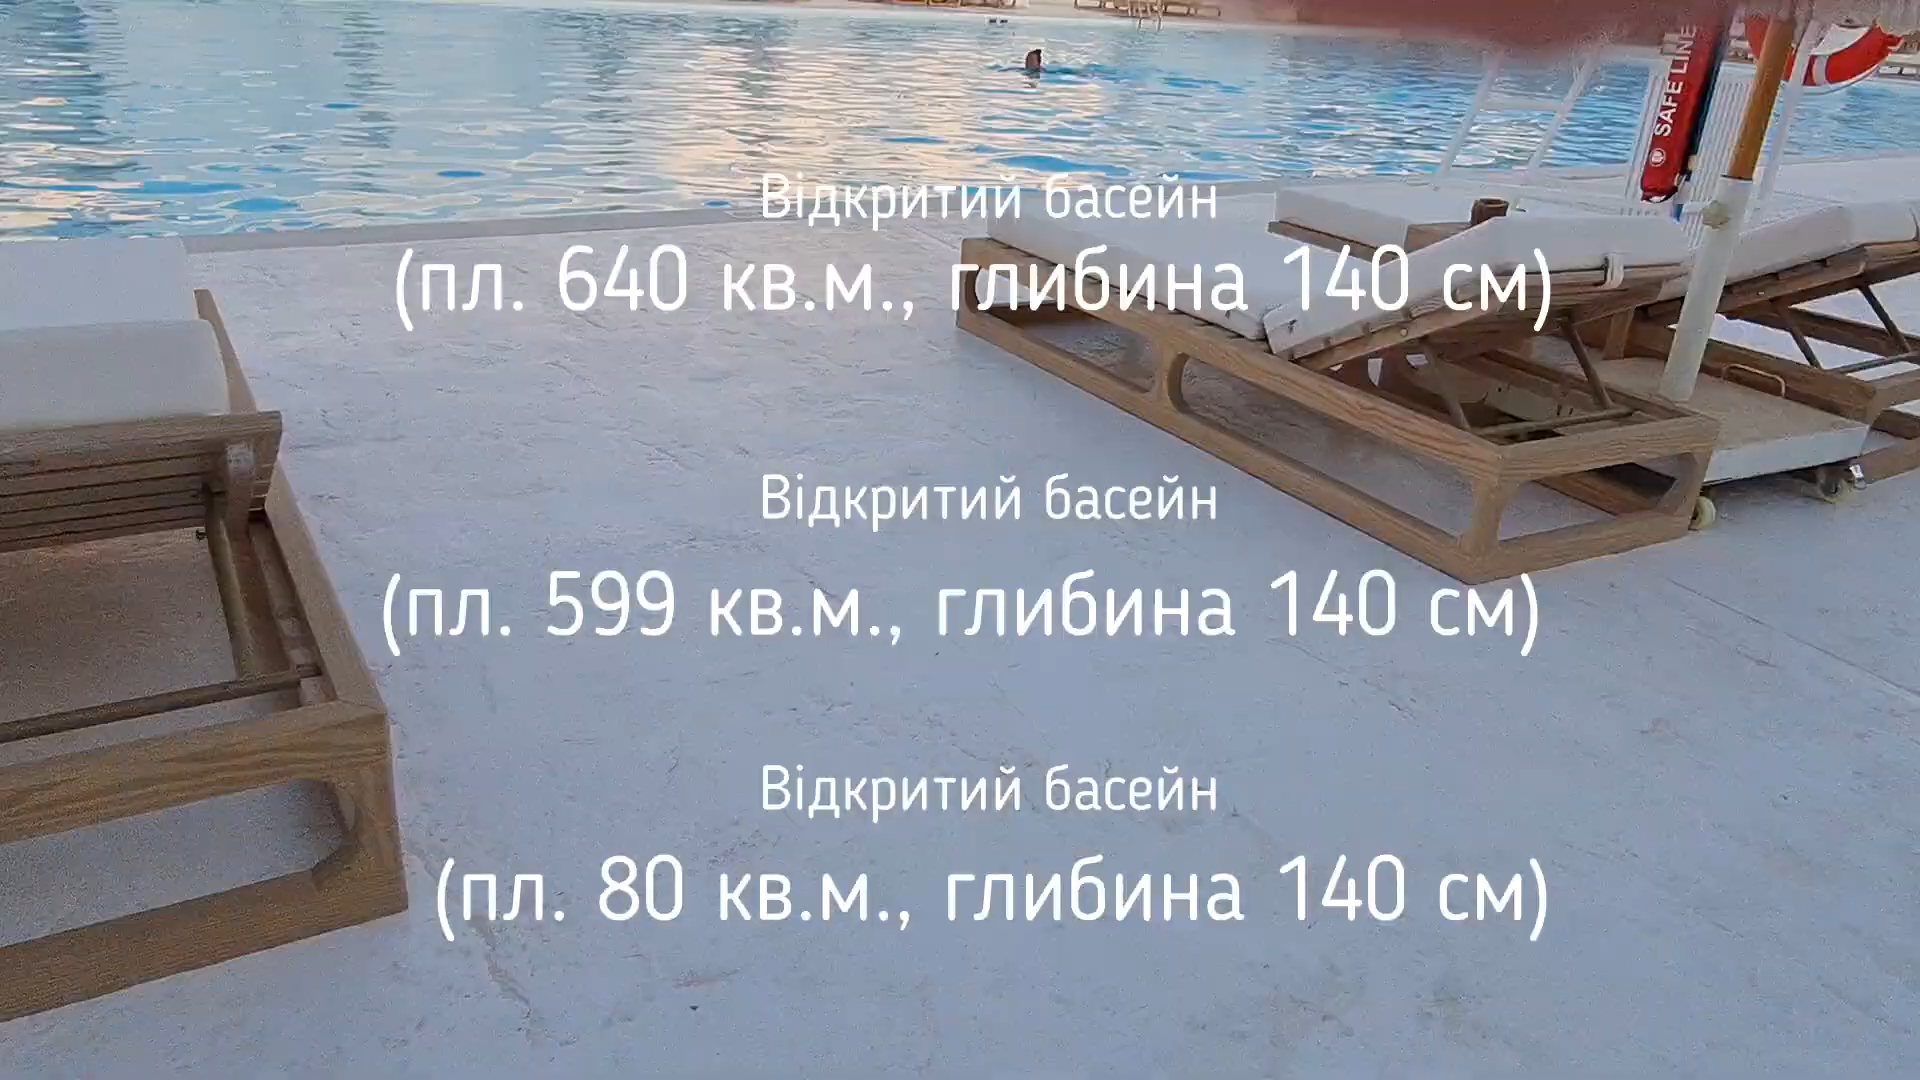 SAFE LINE
Відкритий басейн
(пл. 640 кв.м., глибина 140 см)
Відкритий басейн
(пл. 599 кв.м., глибина 140 см)
Відкритий басейн
(пл. 80 кв.м., глибина 140 см)